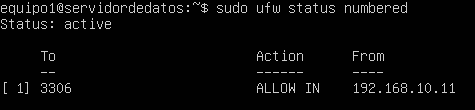 equipo1@servidordedatos:~$ sudo ufw status numbered
Status: active
To Action From
-- ------ ----
[ 1] 3306 ALLOW IN 192.168.10.11